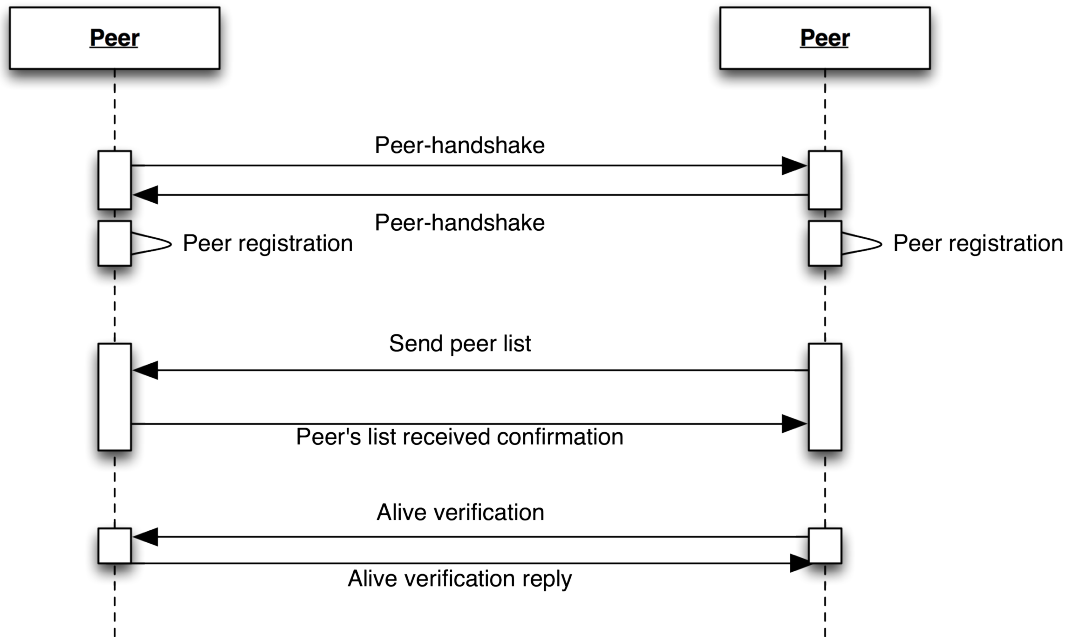 Peer
Peer
Peer-handshake
Peer-handshake
Peer registration
Peer registration
Send peer list
Peer's list received confirmation
Alive verification
Alive verification reply